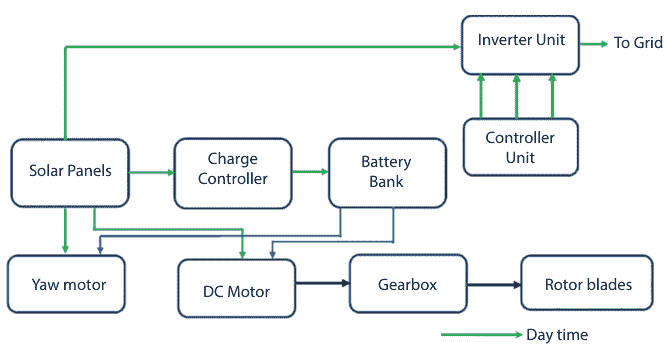 Inverter Unit
To Grid
Controller
Unit
Solar Panels
Charge
Controller
Battery
Bank
Yaw motor
DC Motor
Gearbox
Rotor blades
Day time